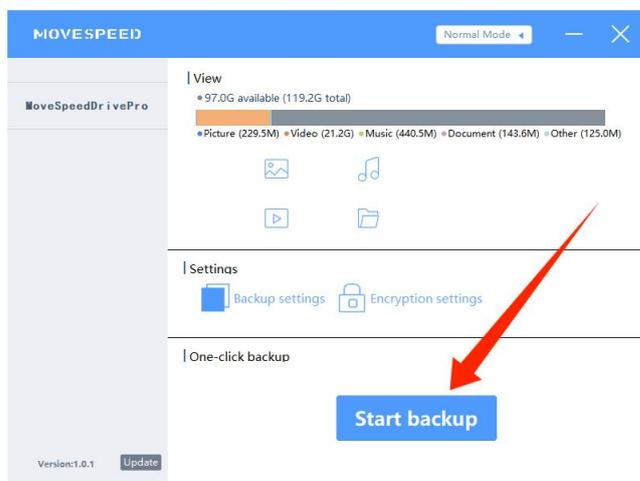 MOVESPEED
Normal Mode
MoveSpeedDrivePro
View
97.0G available (119.2G total)
Picture (229.5M) Video (21.2G) Music (440.5M) Document (143.6M) Other (125.0M)
Settings
Backup settings Encryption settings
One-click backup
Start backup
Version:1.0.1 Update